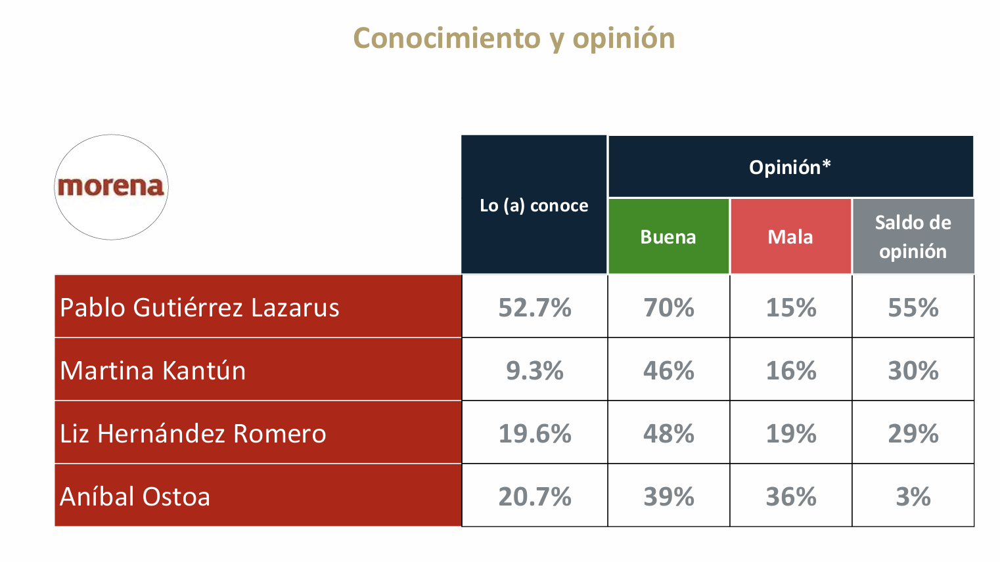 Conocimiento y opinión
morena
Lo (a) conoce
Opinión*
Buena
Mala
Saldo de
opinión
Pablo Gutiérrez Lazarus 52.7% 70% 15% 55%
Martina Kantún 9.3% 46% 16% 30%
Liz Hernández Romero 19.6% 48% 19% 29%
Aníbal Ostoa 20.7% 39% 36% 3%